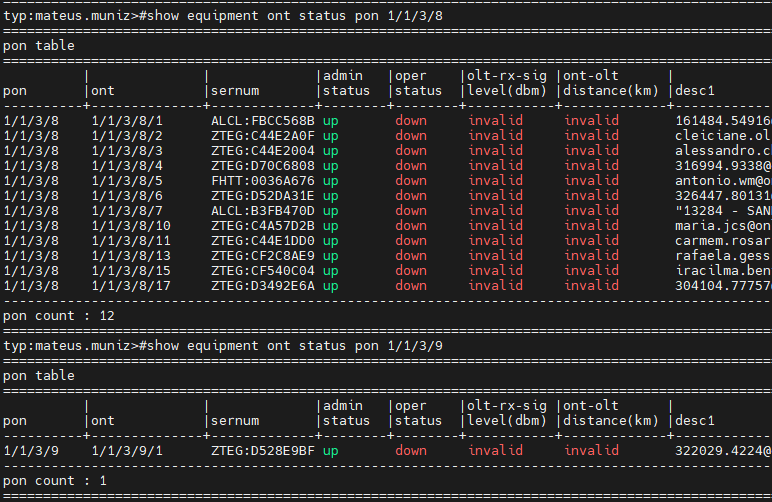 typ:mateus.muniz>#show equipment ont status pon 1/1/3/8
================================================================================================
pon table
================================================================================================
          |              |              |admin   |oper    |olt-rx-sig |ont-olt      |
pon       |ont           |sernum        |status  |status  |level(dbm) |distance(km) |desc1
----------+--------------+--------------+--------+--------+-----------+-------------+------------
1/1/3/8    1/1/3/8/1      ALCL:FBCC568B up       down     invalid     invalid       161484.54916
1/1/3/8    1/1/3/8/2      ZTEG:C44E2A0F up       down     invalid     invalid       cleiciane.ol
1/1/3/8    1/1/3/8/3      ZTEG:C44E2004 up       down     invalid     invalid       alessandro.c
1/1/3/8    1/1/3/8/4      ZTEG:D70C6808 up       down     invalid     invalid       316994.9338@
1/1/3/8    1/1/3/8/5      FHTT:0036A676 up       down     invalid     invalid       antonio.wm@o
1/1/3/8    1/1/3/8/6      ZTEG:D52DA31E up       down     invalid     invalid       326447.80131
1/1/3/8    1/1/3/8/7      ALCL:B3FB470D up       down     invalid     invalid       "13284 - SAN
1/1/3/8    1/1/3/8/10     ZTEG:C4A57D2B up       down     invalid     invalid       maria.jcs@on
1/1/3/8    1/1/3/8/11     ZTEG:C44E1DD0 up       down     invalid     invalid       carmem.rosar
1/1/3/8    1/1/3/8/13     ZTEG:CF2C8AE9 up       down     invalid     invalid       rafaela.gess
1/1/3/8    1/1/3/8/15     ZTEG:CF540C04 up       down     invalid     invalid       iracilma.ben
1/1/3/8    1/1/3/8/17     ZTEG:D3492E6A up       down     invalid     invalid       304104.77757
------------------------------------------------------------------------------------------------
pon count : 12
================================================================================================
typ:mateus.muniz>#show equipment ont status pon 1/1/3/9
================================================================================================
pon table
================================================================================================
          |              |              |admin   |oper    |olt-rx-sig |ont-olt      |
pon       |ont           |sernum        |status  |status  |level(dbm) |distance(km) |desc1
----------+--------------+--------------+--------+--------+-----------+-------------+------------
1/1/3/9    1/1/3/9/1      ZTEG:D528E9BF up       down     invalid     invalid       322029.4224@
------------------------------------------------------------------------------------------------
pon count : 1
================================================================================================